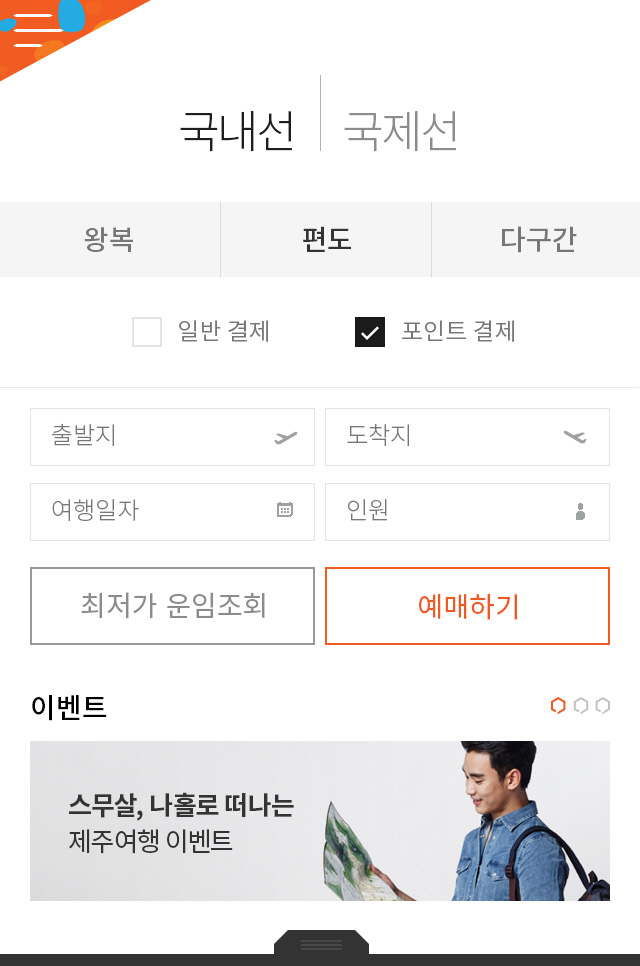 국내선 국제선
왕복 편도 다구간
일반 결제 포인트 결제
출발지 도착지
여행일자 인원
최저가 운임조회 예매하기
이벤트
스무살, 나홀로 떠나는
제주여행 이벤트